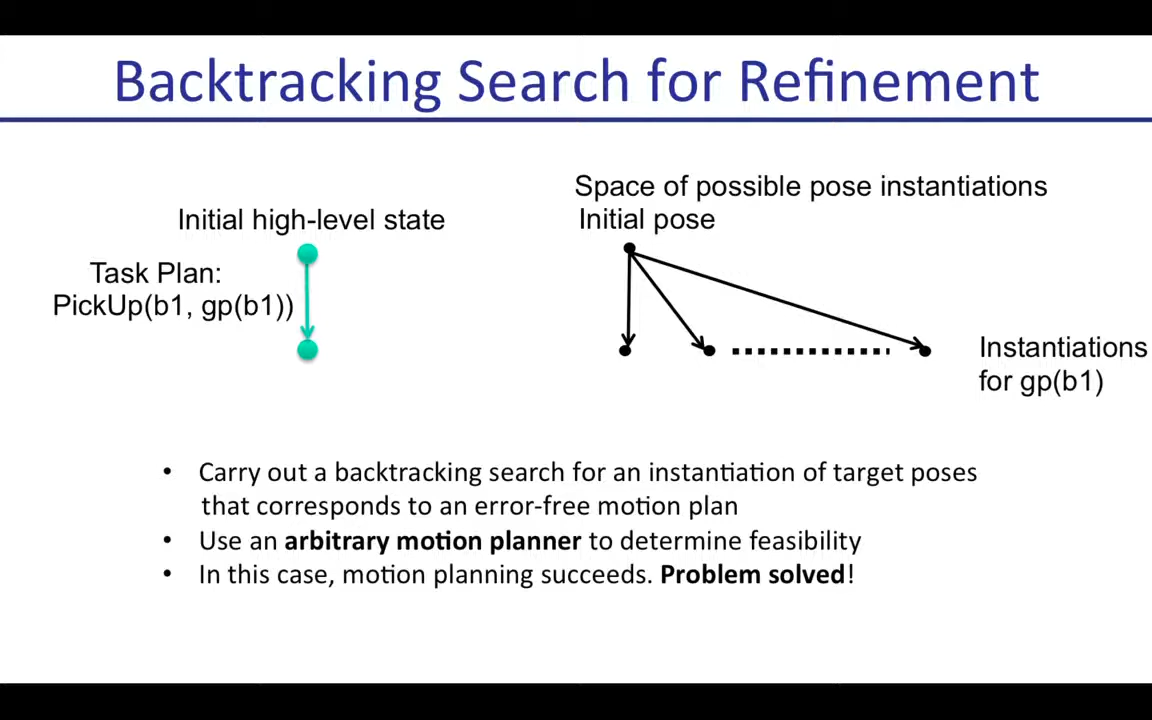 Backtracking Search for Refinement
Initial high-level state
Task Plan:
PickUp(b1, gp(b1))
Space of possible pose instantiations
Initial pose
Instantiations
for gp(b1)
• Carry out a backtracking search for an instantiation of target poses
that corresponds to an error-free motion plan
• Use an arbitrary motion planner to determine feasibility
• In this case, motion planning succeeds. Problem solved!